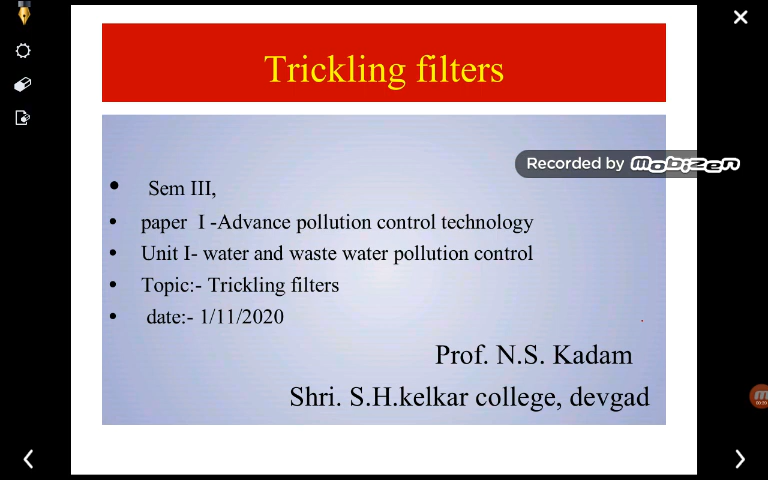 Trickling filters
Recorded by Mobizen
• Sem III,
• paper I -Advance pollution control technology
• Unit I- water and waste water pollution control
• Topic:- Trickling filters
• date:- 1/11/2020
Prof. N.S. Kadam
Shri. S.H.kelkar college, devgad